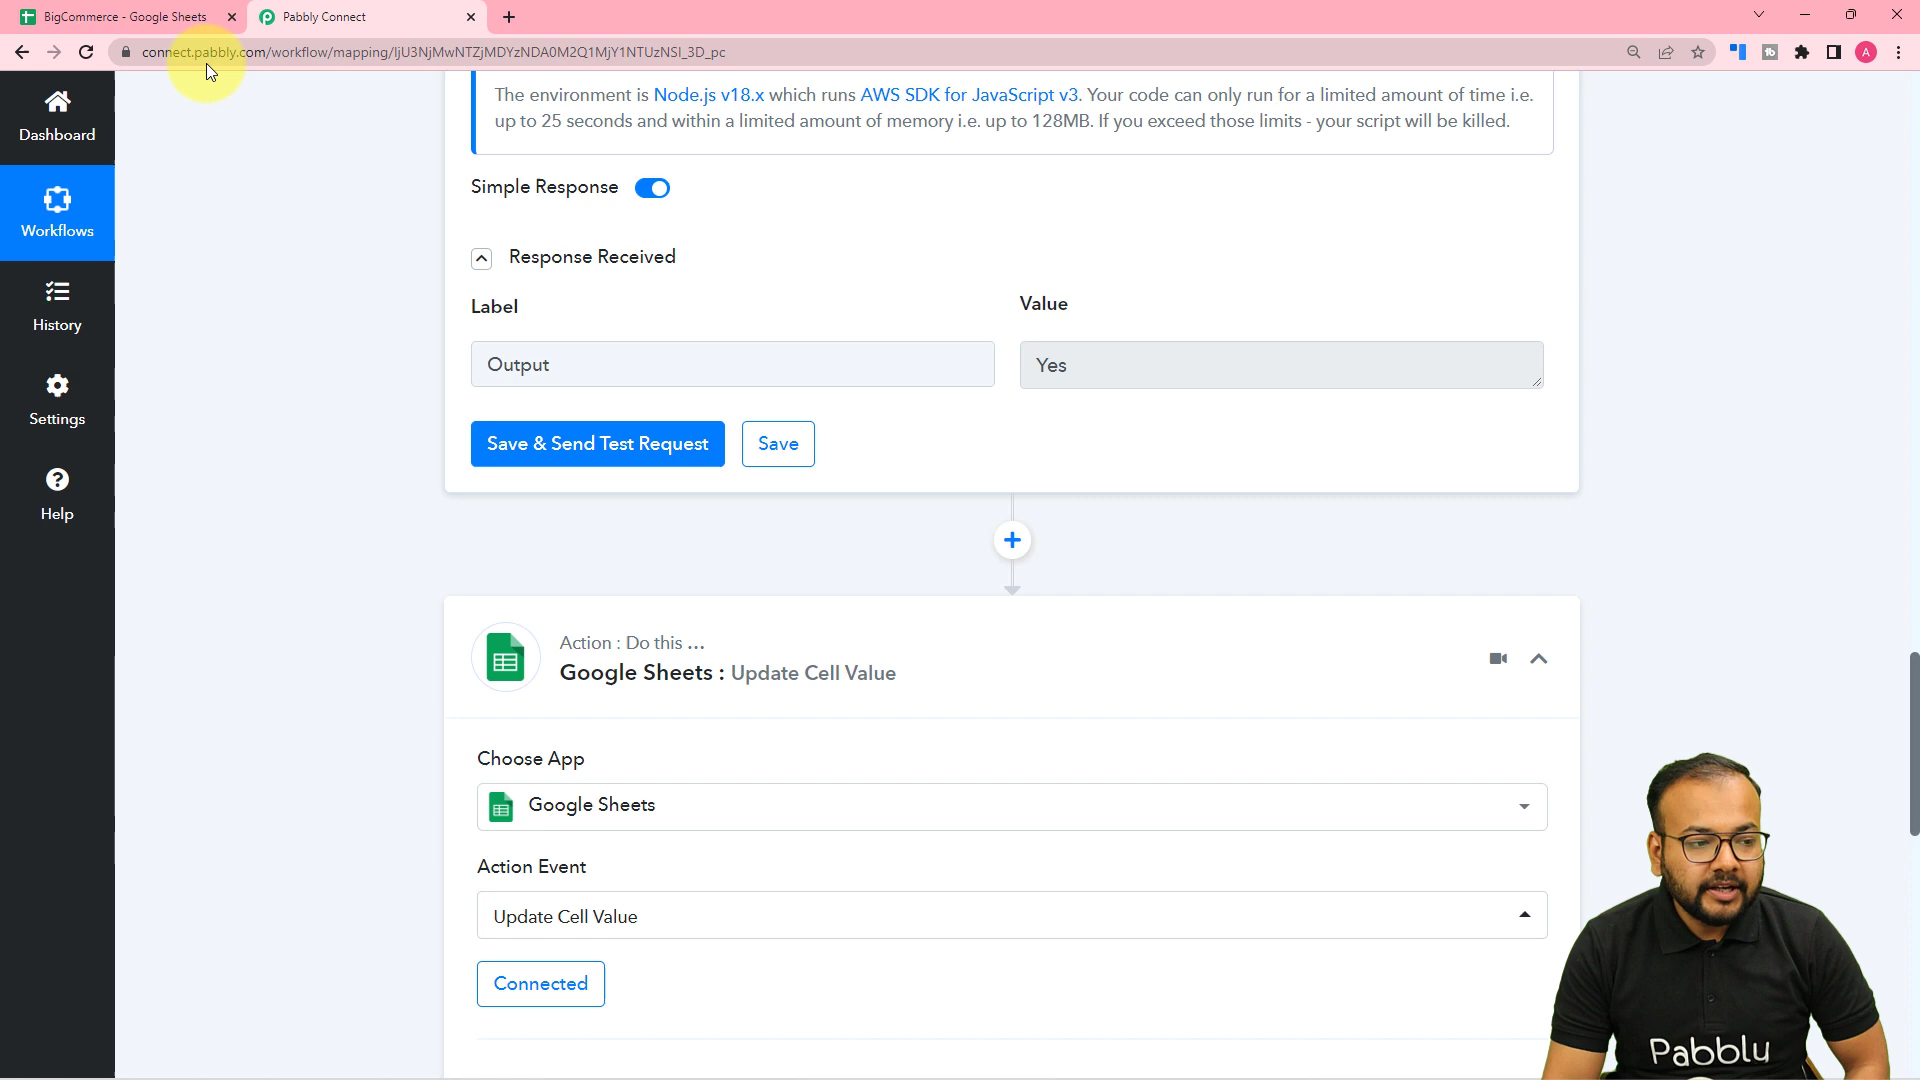 BigCommerce - Google Sheets
Pabbly Connect
connect.pabbly.com/workflow/mapping/IjU3NjMwNTZjMDYzNDA0M2Q1MjY1NTUzNSI_3D_pc
A
Dashboard
Workflows
History
Settings
Help
The environment is Node.js v18.x which runs AWS SDK for JavaScript v3. Your code can only run for a limited amount of time i.e.
up to 25 seconds and within a limited amount of memory i.e. up to 128MB. If you exceed those limits - your script will be killed.
Simple Response
Response Received
Label
Value
Output
Yes
Save & Send Test Request
Save
Action : Do this ...
Google Sheets : Update Cell Value
Choose App
Google Sheets
Action Event
Update Cell Value
Connected
Pabbly